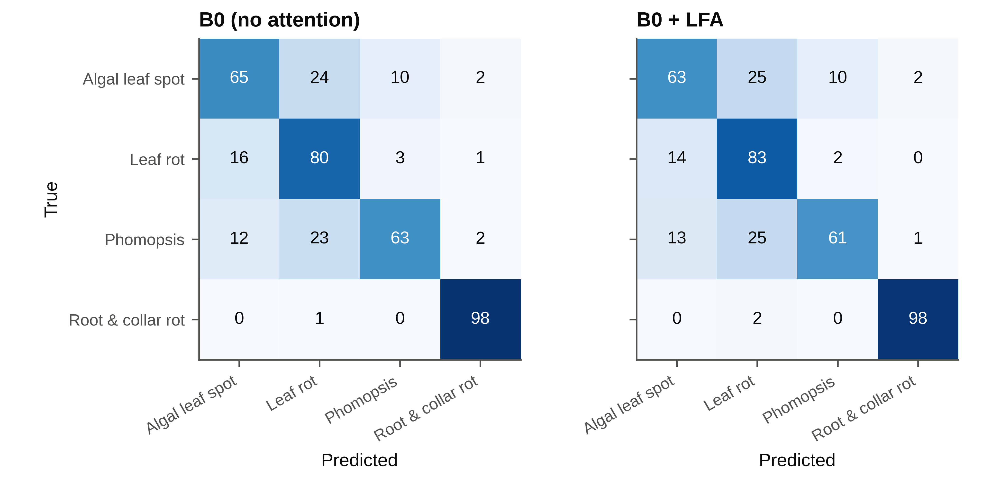 B0 (no attention)
B0 + LFA
True
Algal leaf spot
65 24 10 2
63 25 10 2
Leaf rot
16 80 3 1
14 83 2 0
Phomopsis
12 23 63 2
13 25 61 1
Root & collar rot
0 1 0 98
0 2 0 98
Algal leaf spot
Leaf rot
Phomopsis
Root & collar rot
Algal leaf spot
Leaf rot
Phomopsis
Root & collar rot
Predicted
Predicted